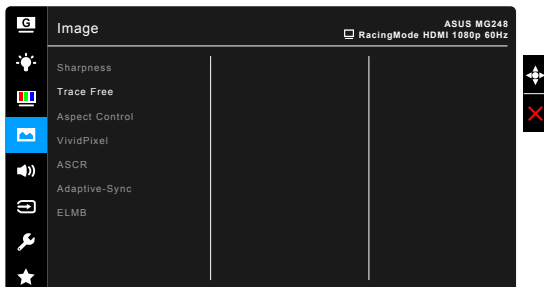 G
Image
ASUS MG248
RacingMode HDMI 1080p 60Hz
Sharpness
Trace Free
Aspect Control
VividPixel
ASCR
Adaptive-Sync
ELMB